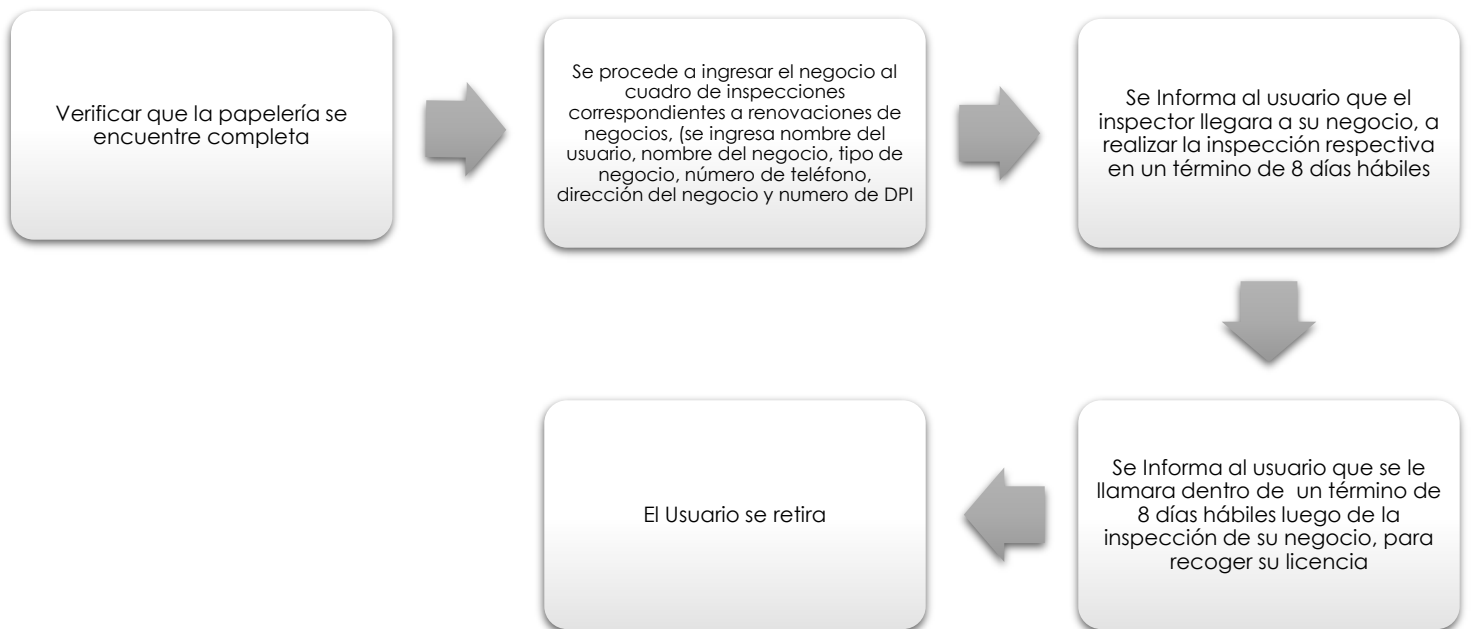 Verificar que la papelería se
encuentre completa
Se procede a ingresar el negocio al
cuadro de inspecciones
correspondientes a renovaciones de
negocios, (se ingresa nombre del
usuario, nombre del negocio, tipo de
negocio, número de teléfono,
dirección del negocio y numero de DPI
Se Informa al usuario que el
inspector llegara a su negocio, a
realizar la inspección respectiva
en un término de 8 días hábiles
Se Informa al usuario que se le
llamara dentro de  un término de
8 días hábiles luego de la
inspección de su negocio, para
recoger su licencia
El Usuario se retira